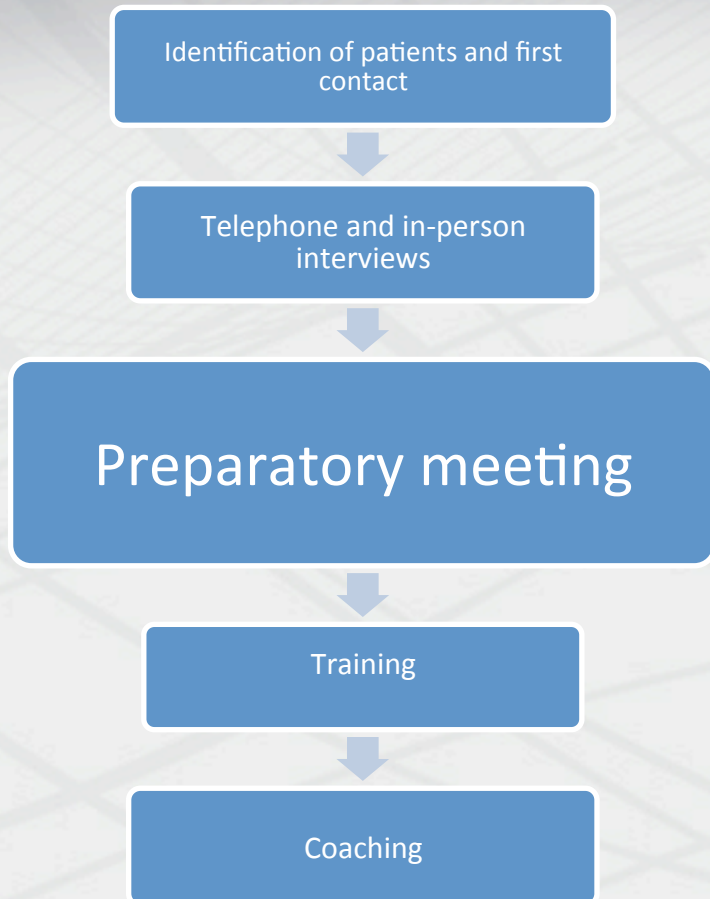 Identification of patients and first
contact
Telephone and in-person
interviews
Preparatory meeting
Training
Coaching